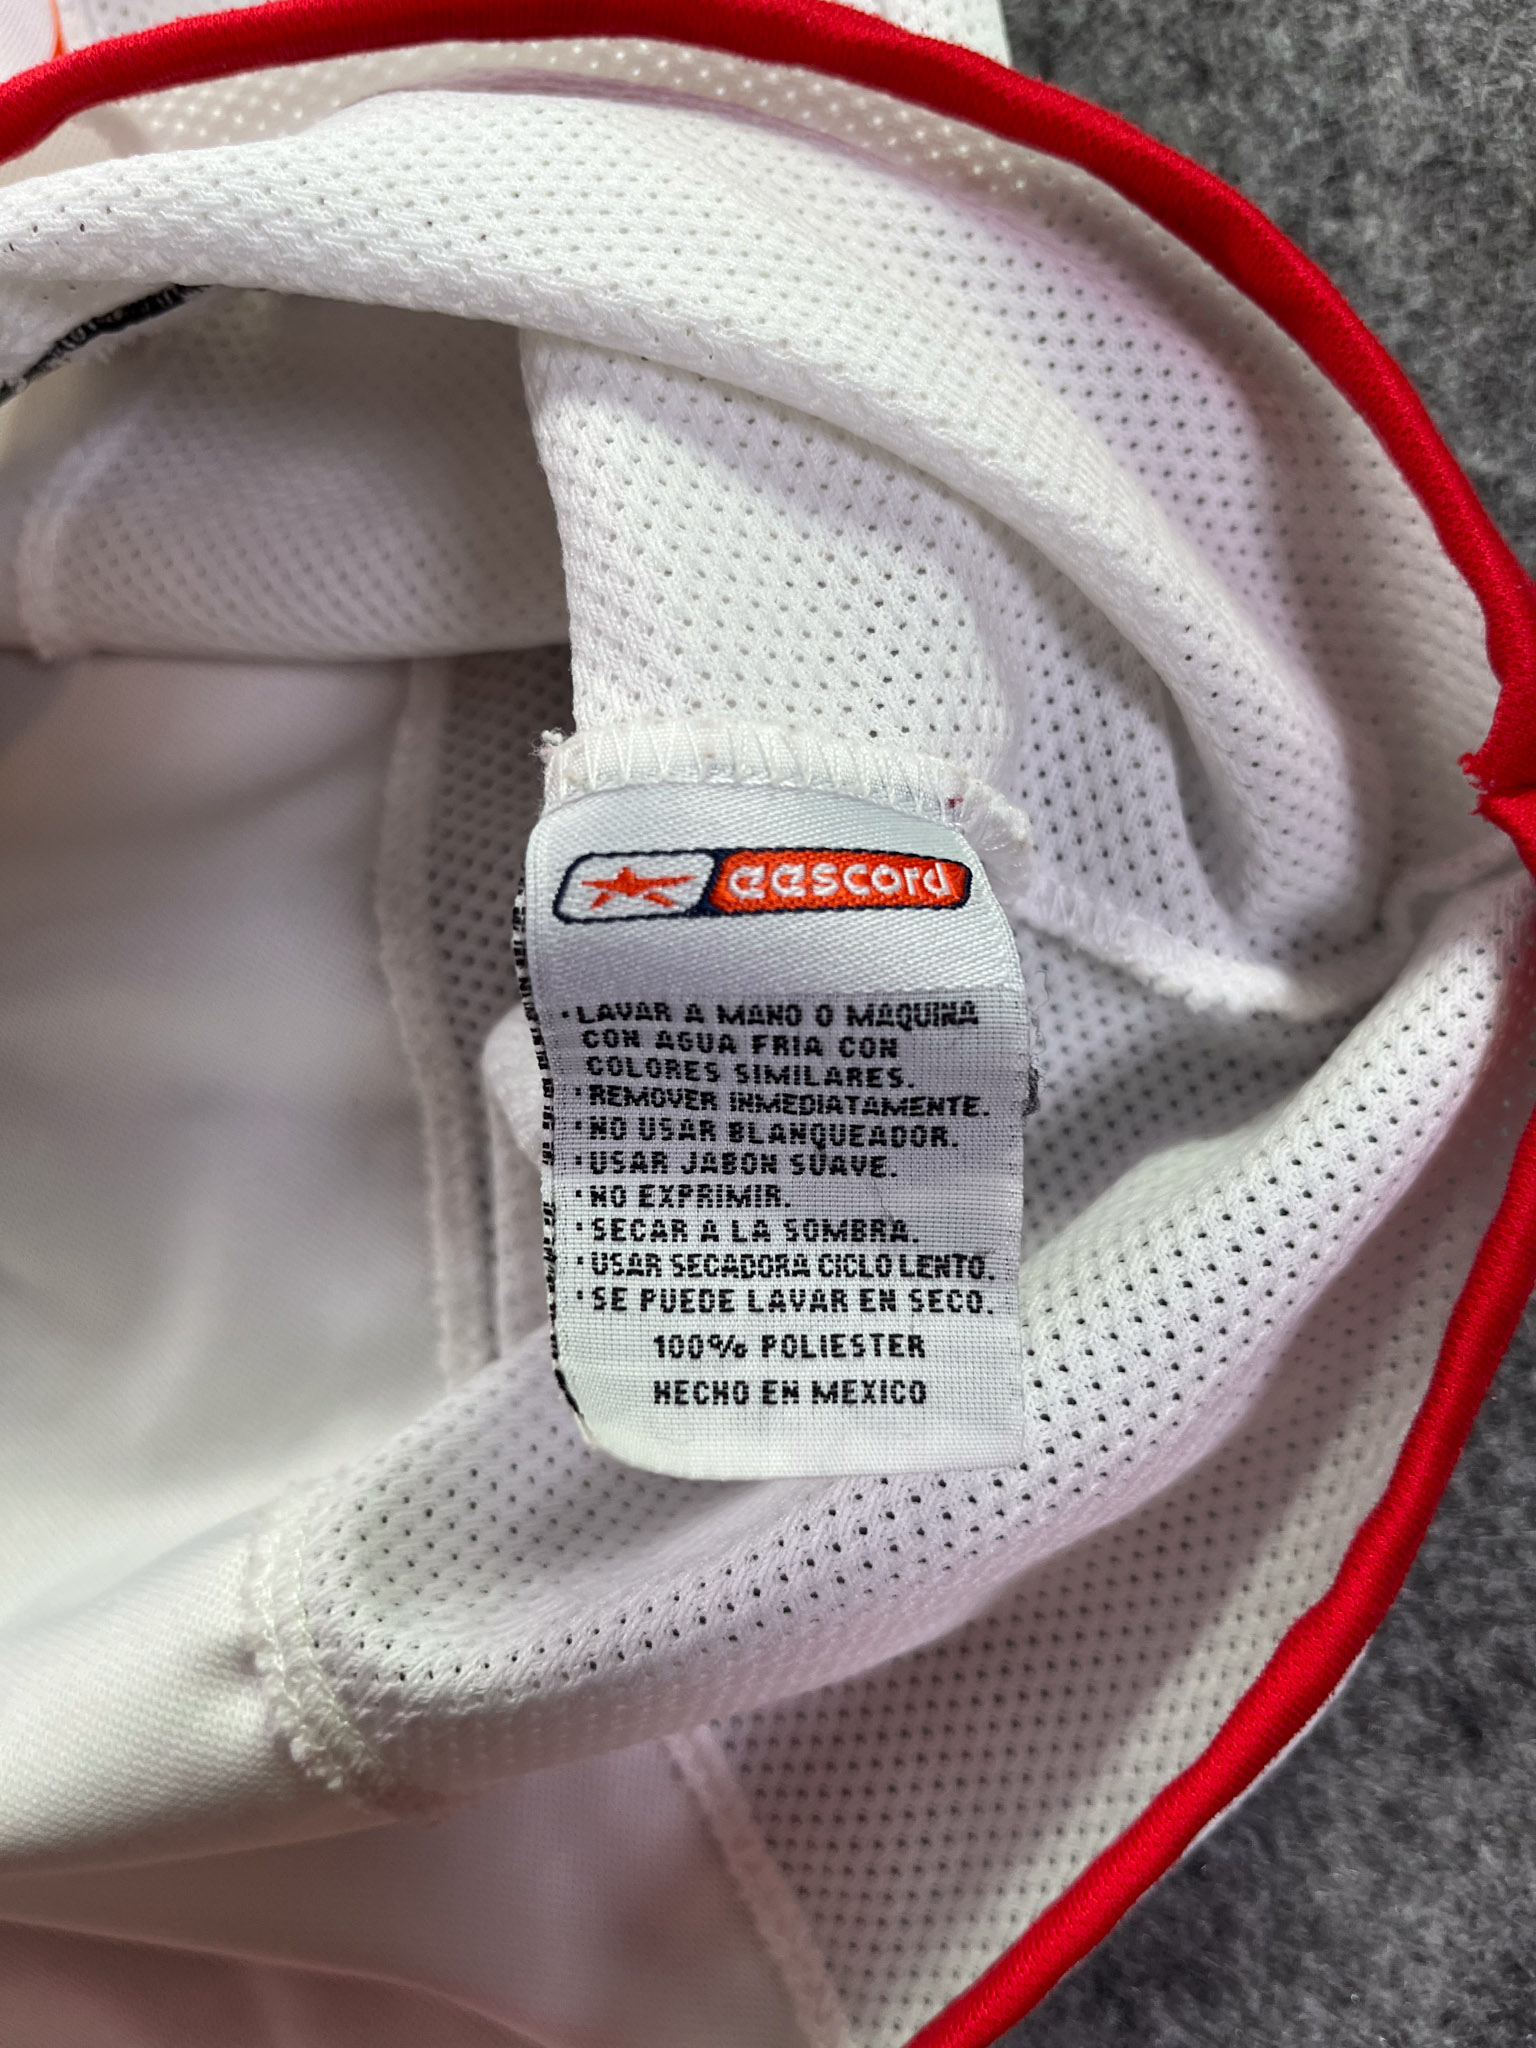 eescord
· LAVAR A MANO O MAQUINA
CON AGUA FRIA CON
COLORES SIMILARES.
· REMOVER INMEDIATAMENTE.
· NO USAR BLANQUEADOR.
· USAR JABON SUAVE.
· NO EXPRIMIR.
· SECAR A LA SOMBRA.
· USAR SECADORA CICLO LENTO.
· SE PUEDE LAVAR EN SECO.
100% POLIESTER
HECHO EN MEXICO